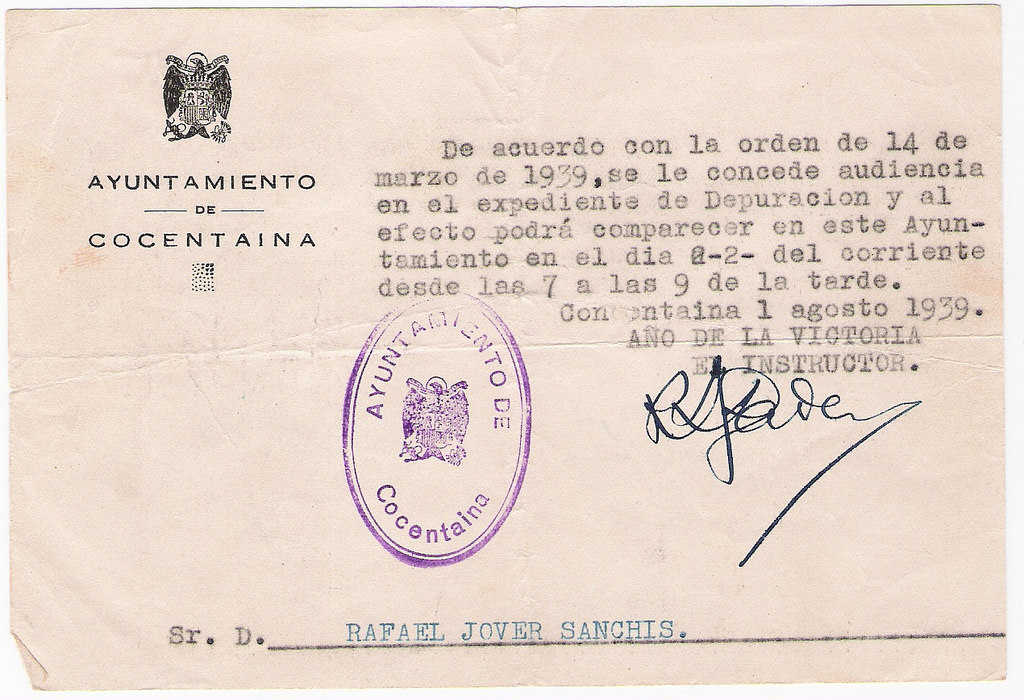 AYUNTAMIENTO
DE
COCENTAINA
De acuerdo con la orden de 14 de
marzo de 1939,se le concede audiencia
en el expediente de Depuracion y al
efecto podrá comparecer en este Ayun-
tamiento en el dia 2-2- del corriente
desde las 7 a las 9 de la tarde.
1 agosto 1939.
AÑO DE LA VICTORIA
EL INSTRUCTOR.
AYUNTAMIENTO DE
Cocentaina
Sr. D. RAFAEL JOVER SANCHIS.